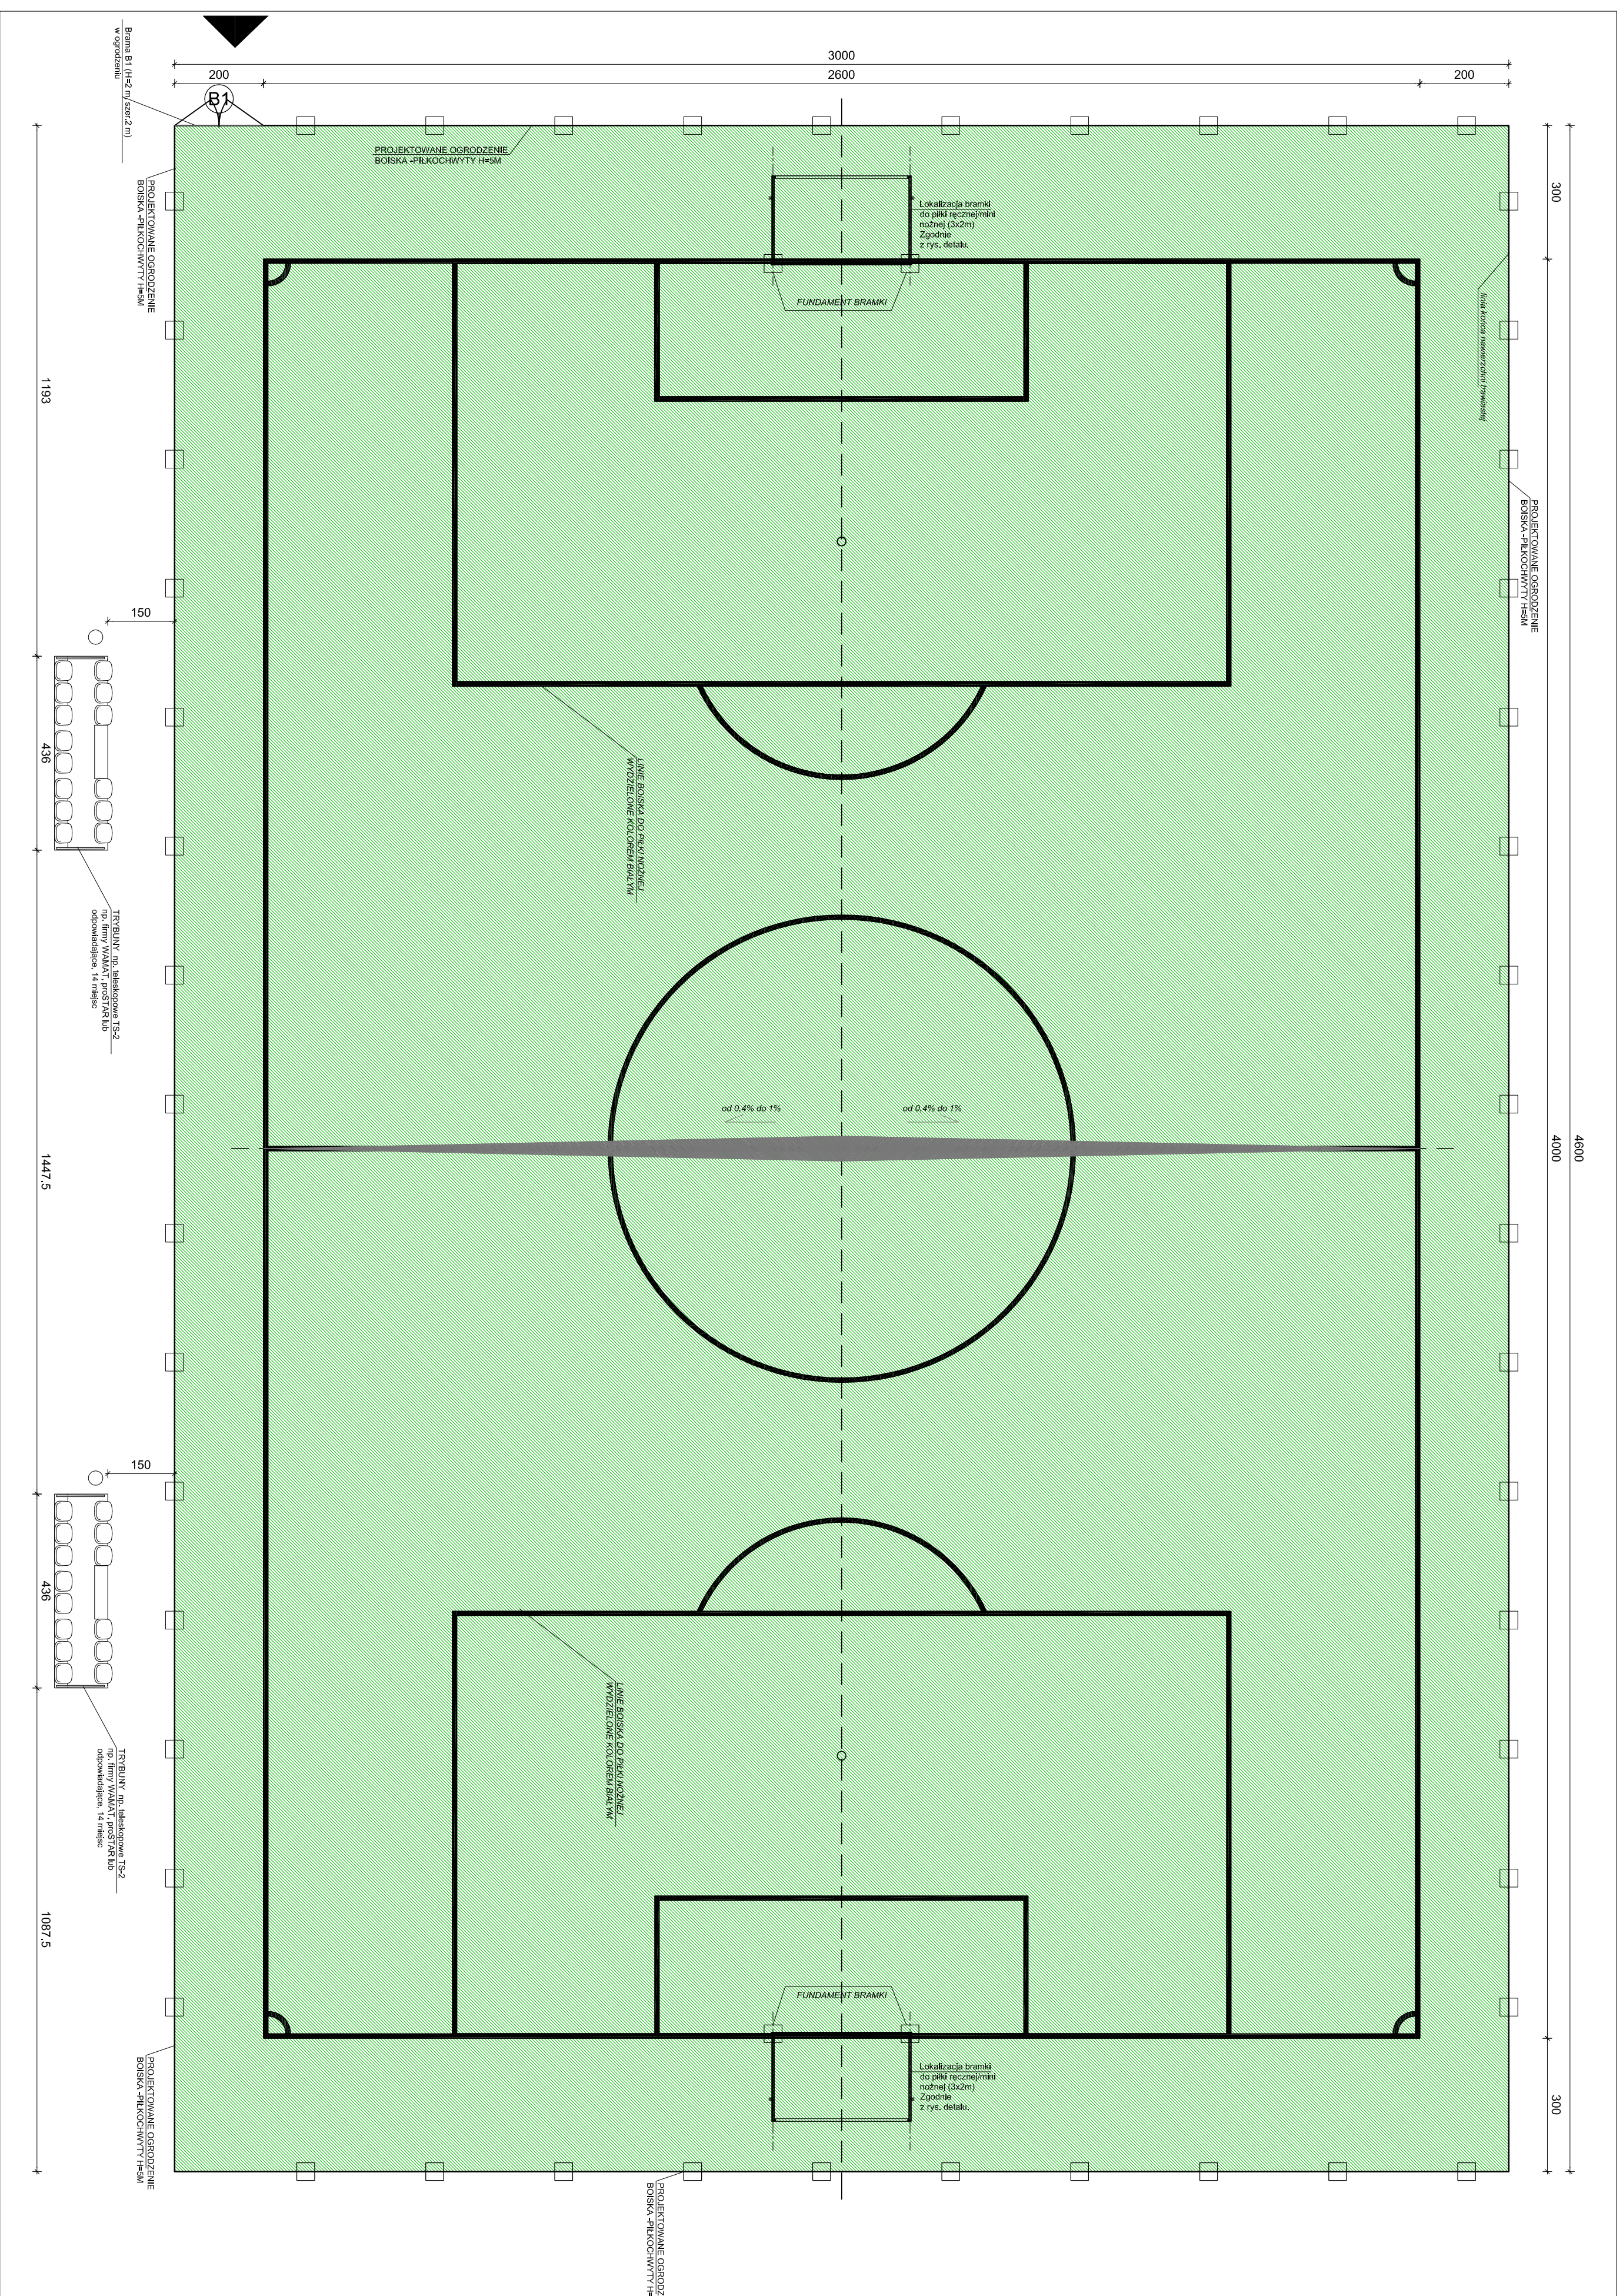 3000
200
2600
200
B1
Brama B1 (H=2 m, szer.2 m)
w ogrodzeniu
PROJEKTOWANE OGRODZENIE
BOISKA -PIŁKOCHWYTY H=5M
PROJEKTOWANE OGRODZENIE
BOISKA -PIŁKOCHWYTY H=5M
Lokalizacja bramki
do piłki ręcznej/mini
nożnej (3x2m)
Zgodnie
z rys. detalu.
FUNDAMENT BRAMKI
300
linia końca nawierzchni trawiastej
PROJEKTOWANE OGRODZENIE
BOISKA -PIŁKOCHWYTY H=5M
1193
150
436
LINIE BOISKA DO PIŁKI NOŻNEJ
WYDZIELONE KOLOREM BIAŁYM
TRYBUNY np. teleskopowe TS-2
np. firmy WAMAT, proSTAR lub
odpowiadające, 14 miejsc
od 0,4% do 1%
od 0,4% do 1%
4600
4000
1447.5
150
436
LINIE BOISKA DO PIŁKI NOŻNEJ
WYDZIELONE KOLOREM BIAŁYM
TRYBUNY np. teleskopowe TS-2
np. firmy WAMAT, proSTAR lub
odpowiadające, 14 miejsc
1087.5
FUNDAMENT BRAMKI
Lokalizacja bramki
do piłki ręcznej/mini
nożnej (3x2m)
Zgodnie
z rys. detalu.
300
PROJEKTOWANE OGRODZENIE
BOISKA -PIŁKOCHWYTY H=5M
PROJEKTOWANE OGRODZ
BOISKA -PIŁKOCHWYTY H=